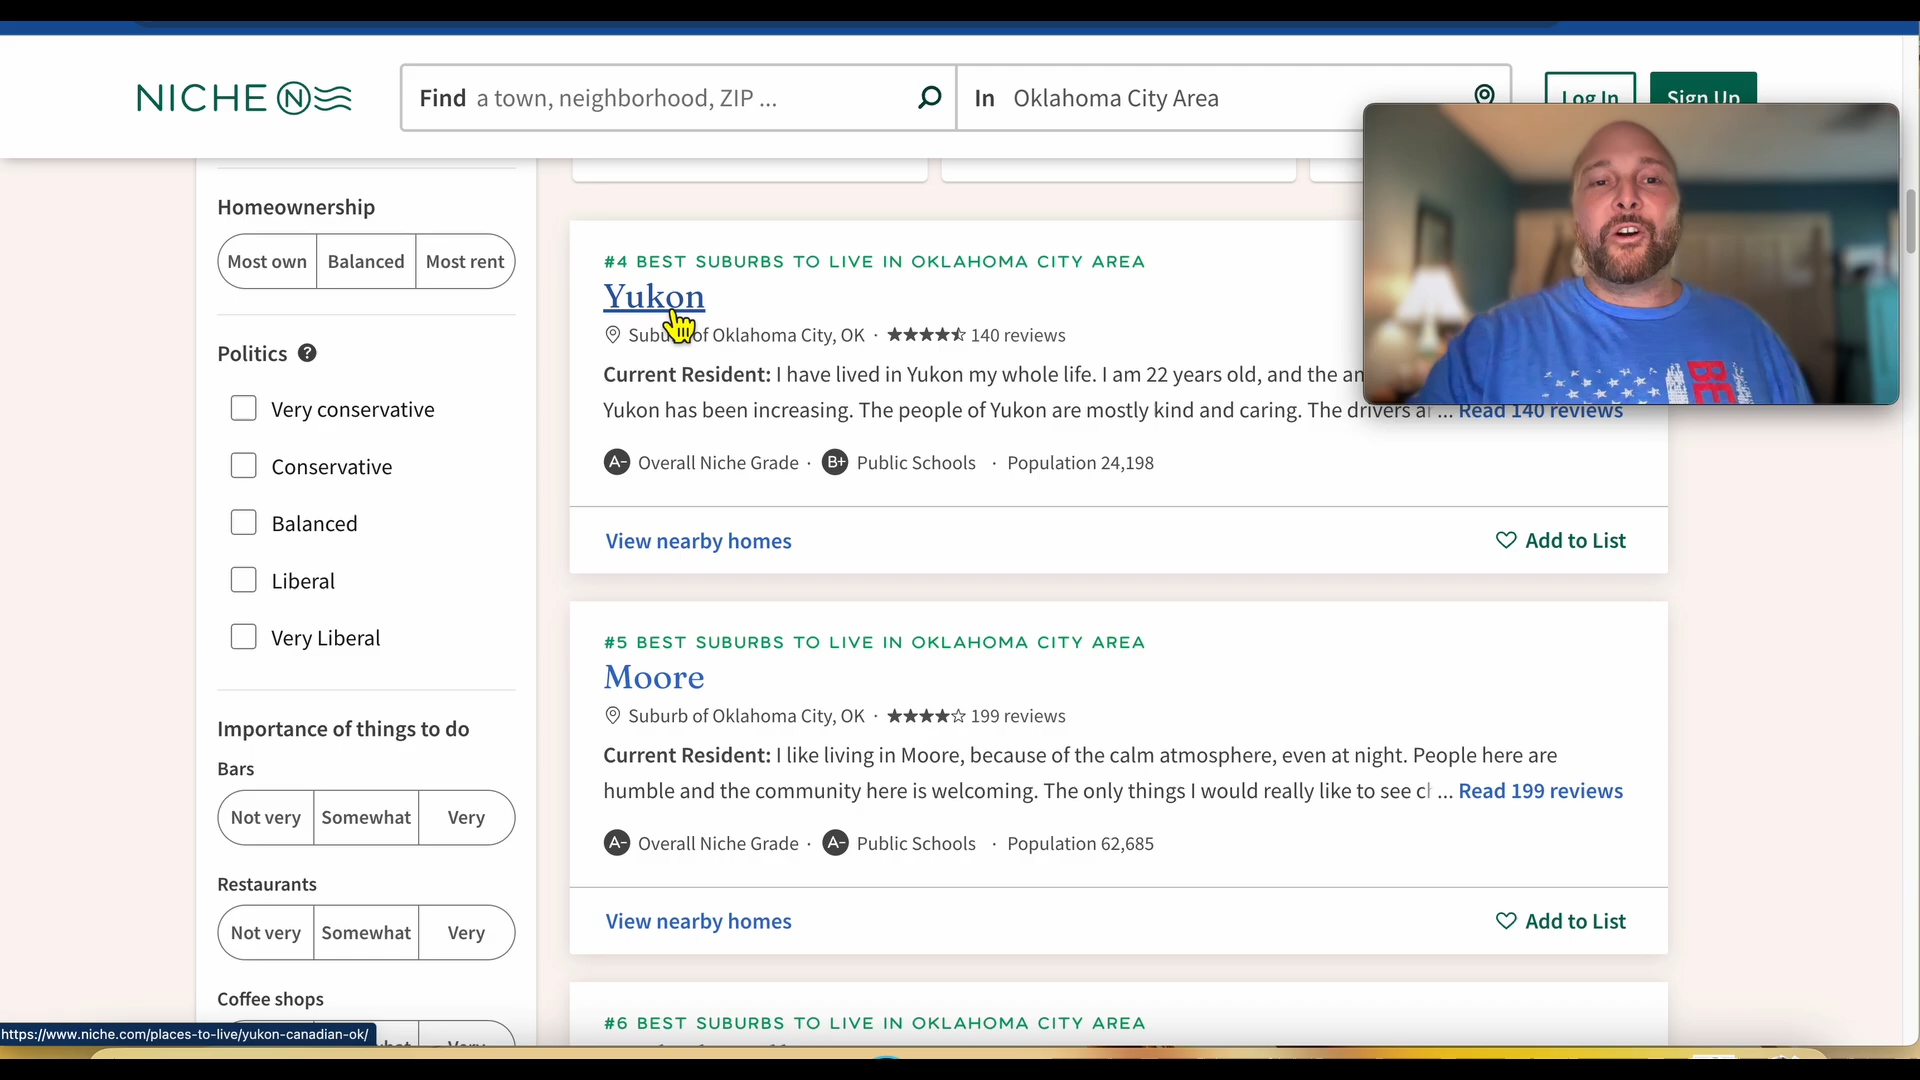 NICHE N
Find a town, neighborhood, ZIP ...
In Oklahoma City Area
Log In
Sign Up
Homeownership
Most own
Balanced
Most rent
Politics ?
Very conservative
Conservative
Balanced
Liberal
Very Liberal
Importance of things to do
Bars
Not very
Somewhat
Very
Restaurants
Not very
Somewhat
Very
Coffee shops
Very
#4 BEST SUBURBS TO LIVE IN OKLAHOMA CITY AREA
Yukon
Suburb of Oklahoma City, OK · ★★★★ 140 reviews
Current Resident: I have lived in Yukon my whole life. I am 22 years old, and the
Yukon has been increasing. The people of Yukon are mostly kind and caring. The drivers ... Read 140 reviews
A- Overall Niche Grade · B+ Public Schools · Population 24,198
View nearby homes
Add to List
#5 BEST SUBURBS TO LIVE IN OKLAHOMA CITY AREA
Moore
Suburb of Oklahoma City, OK · ★★★★☆ 199 reviews
Current Resident: I like living in Moore, because of the calm atmosphere, even at night. People here are
humble and the community here is welcoming. The only things I would really like to see ... Read 199 reviews
A- Overall Niche Grade · A- Public Schools · Population 62,685
View nearby homes
Add to List
#6 BEST SUBURBS TO LIVE IN OKLAHOMA CITY AREA
https://www.niche.com/places-to-live/yukon-canadian-ok/
BE